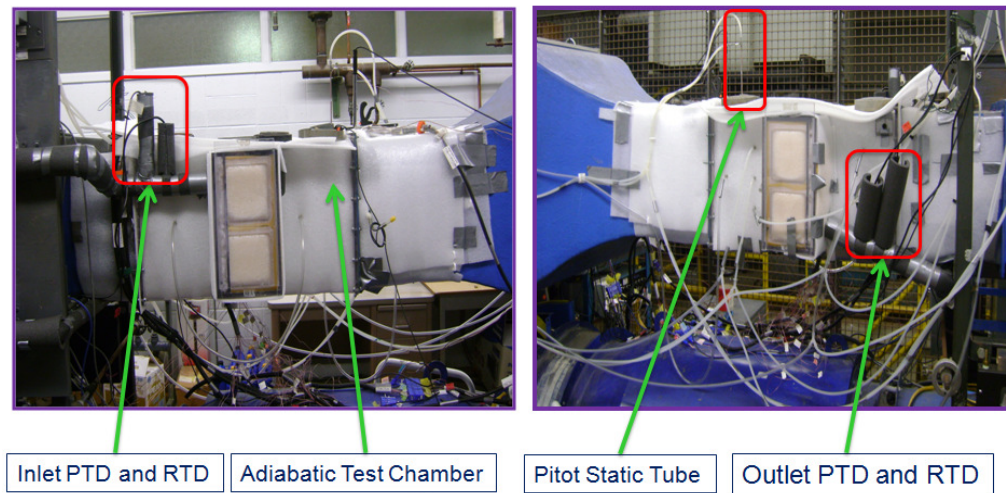 Inlet PTD and RTD
Adiabatic Test Chamber
Pitot Static Tube
Outlet PTD and RTD